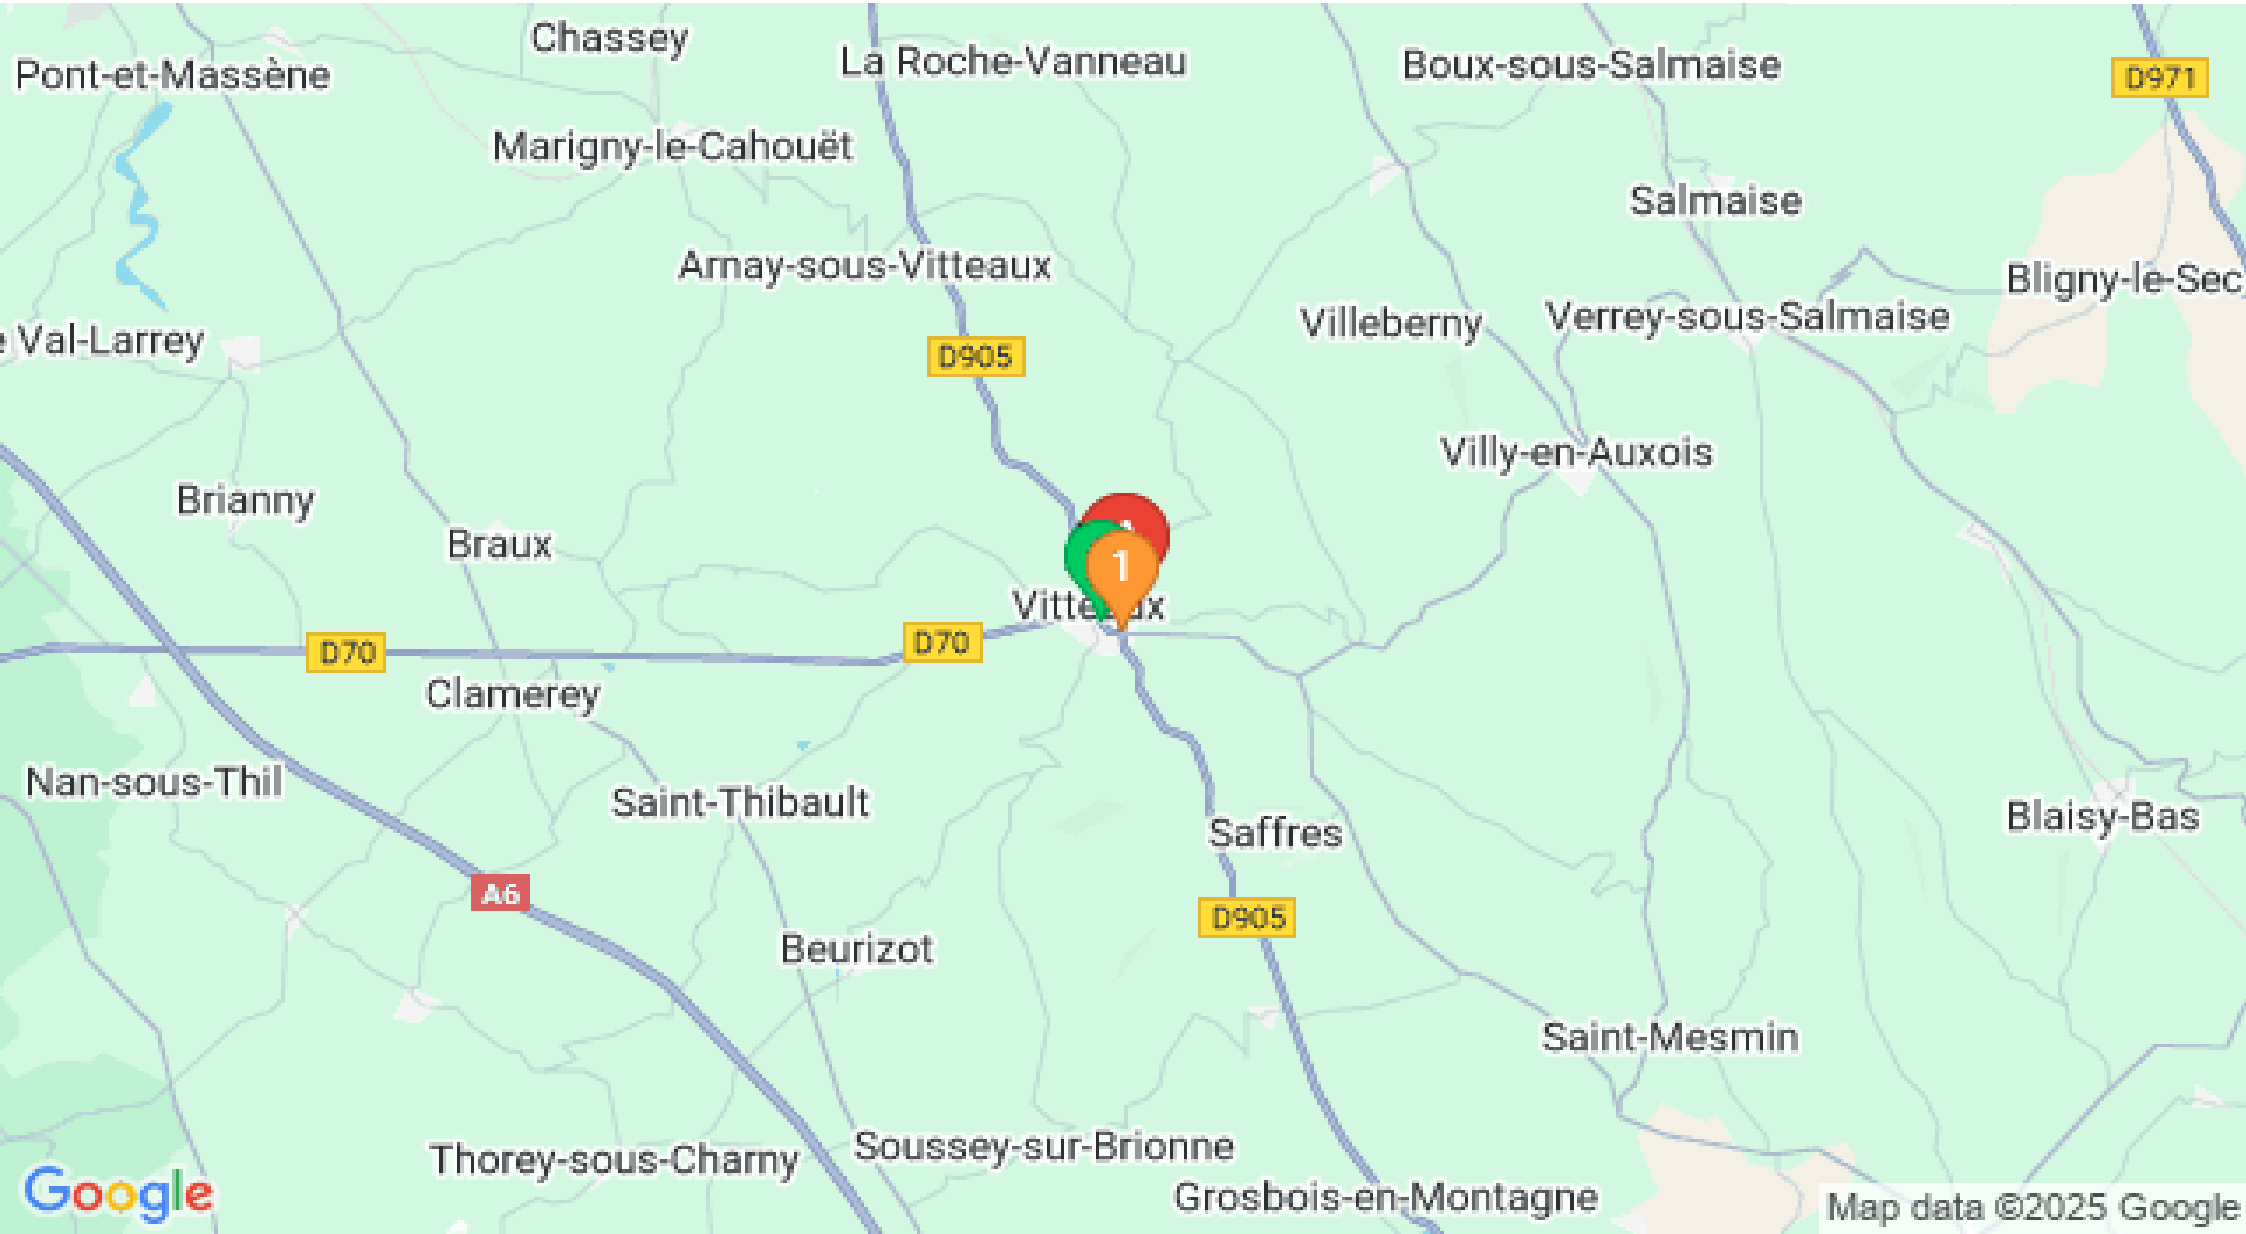 Chassey
La Roche-Vanneau
Boux-sous-Salmaise
Pont-et-Massène
D971
Marigny-le-Cahouët
Salmaise
Arnay-sous-Vitteaux
Bligny-le-Sec
Villeberny
Verrey-sous-Salmaise
Val-Larrey
D905
Villy-en-Auxois
Brianny
Braux
1
Vitteaux
D70
D70
Clamerey
Nan-sous-Thil
Saint-Thibault
Saffres
Blaisy-Bas
A6
D905
Beurizot
Saint-Mesmin
Thorey-sous-Charny
Soussey-sur-Brionne
Grosbois-en-Montagne
Google
Map data ©2025 Google